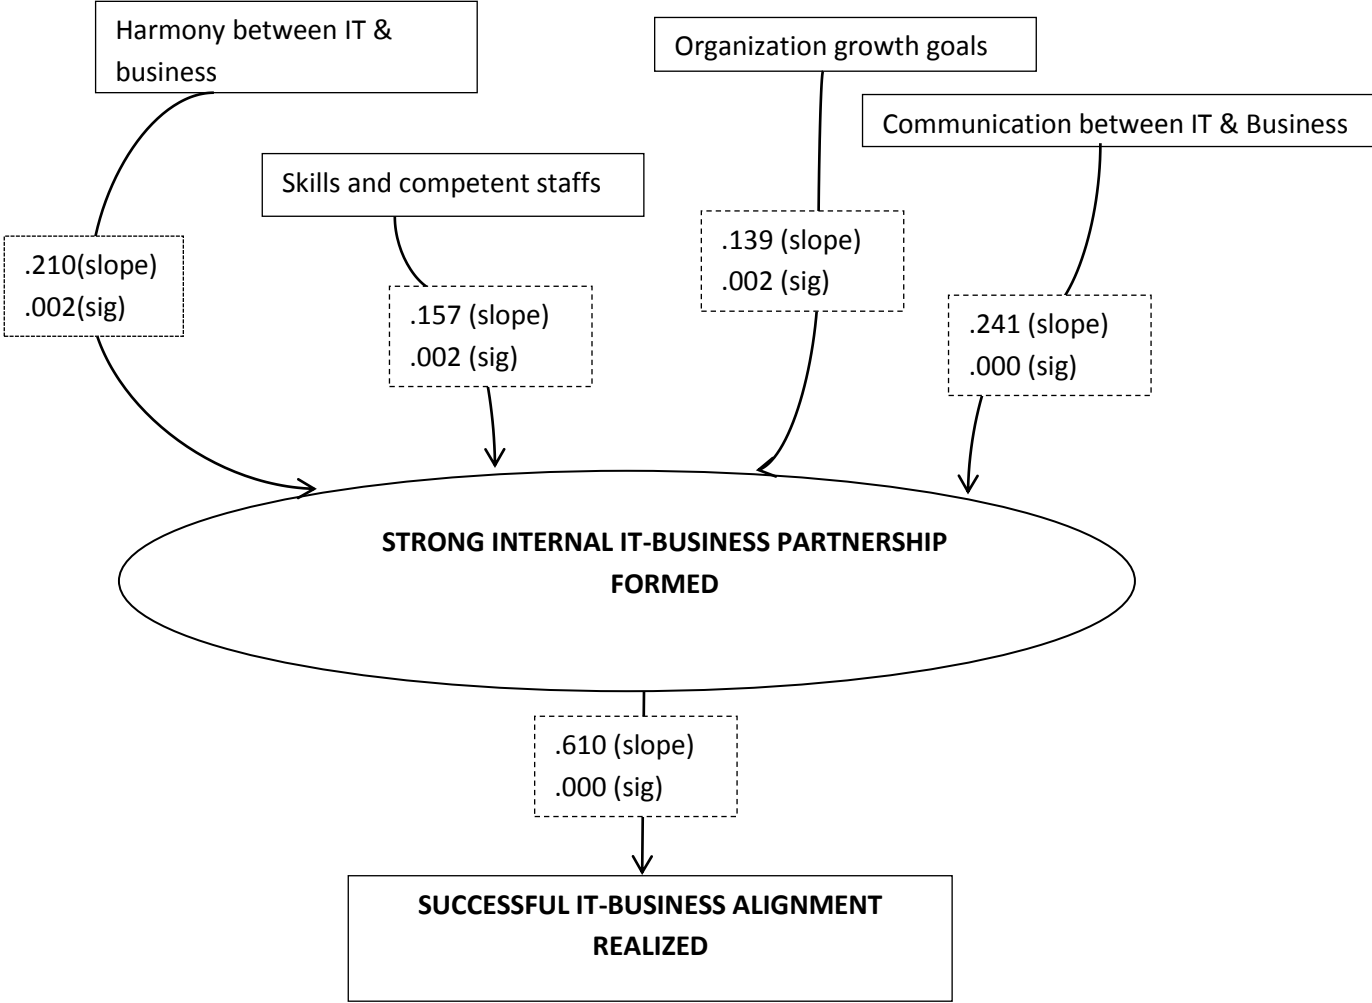 Harmony between IT &
business
Organization growth goals
Communication between IT & Business
Skills and competent staffs
.210(slope)
.002(sig)
.157 (slope)
.002 (sig)
.139 (slope)
.002 (sig)
.241 (slope)
.000 (sig)
STRONG INTERNAL IT-BUSINESS PARTNERSHIP
FORMED
.610 (slope)
.000 (sig)
SUCCESSFUL IT-BUSINESS ALIGNMENT
REALIZED